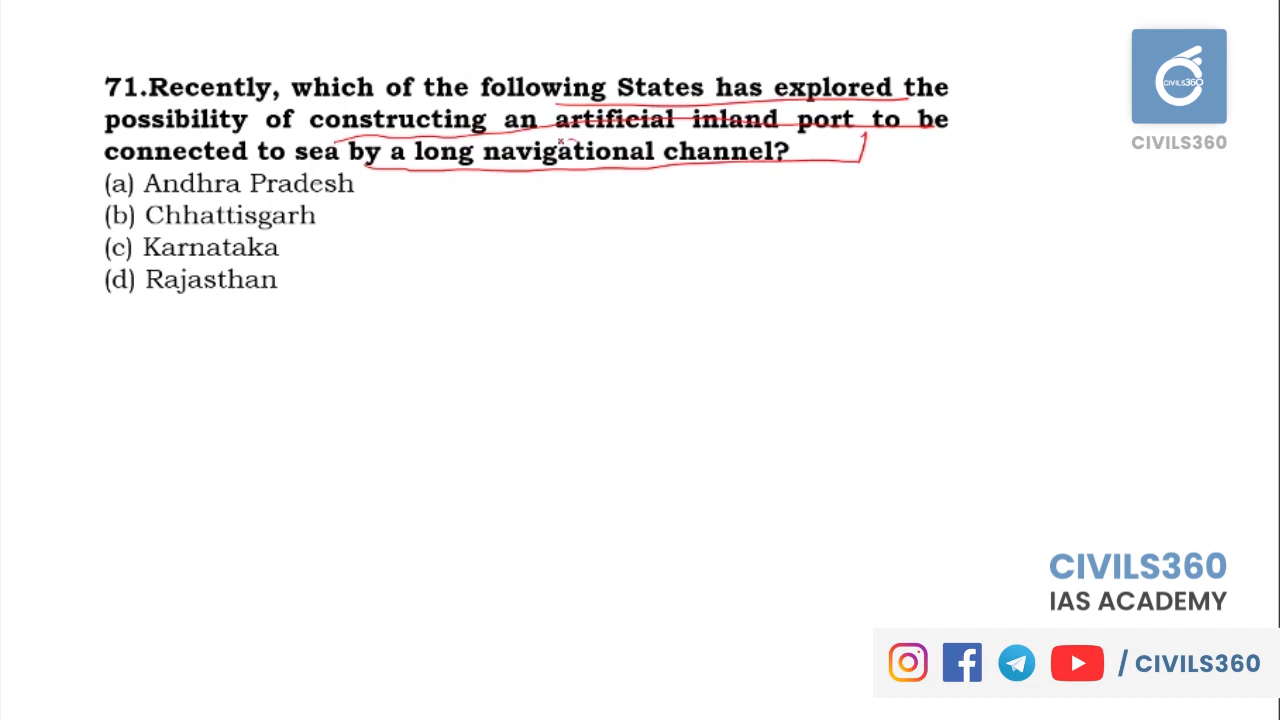 CIVILS360
CIVILS360
71.Recently, which of the following States has explored the
possibility of constructing an artificial inland port to be
connected to sea by a long navigational channel?
(a) Andhra Pradesh
(b) Chhattisgarh
(c) Karnataka
(d) Rajasthan
CIVILS360
IAS ACADEMY
/ CIVILS360